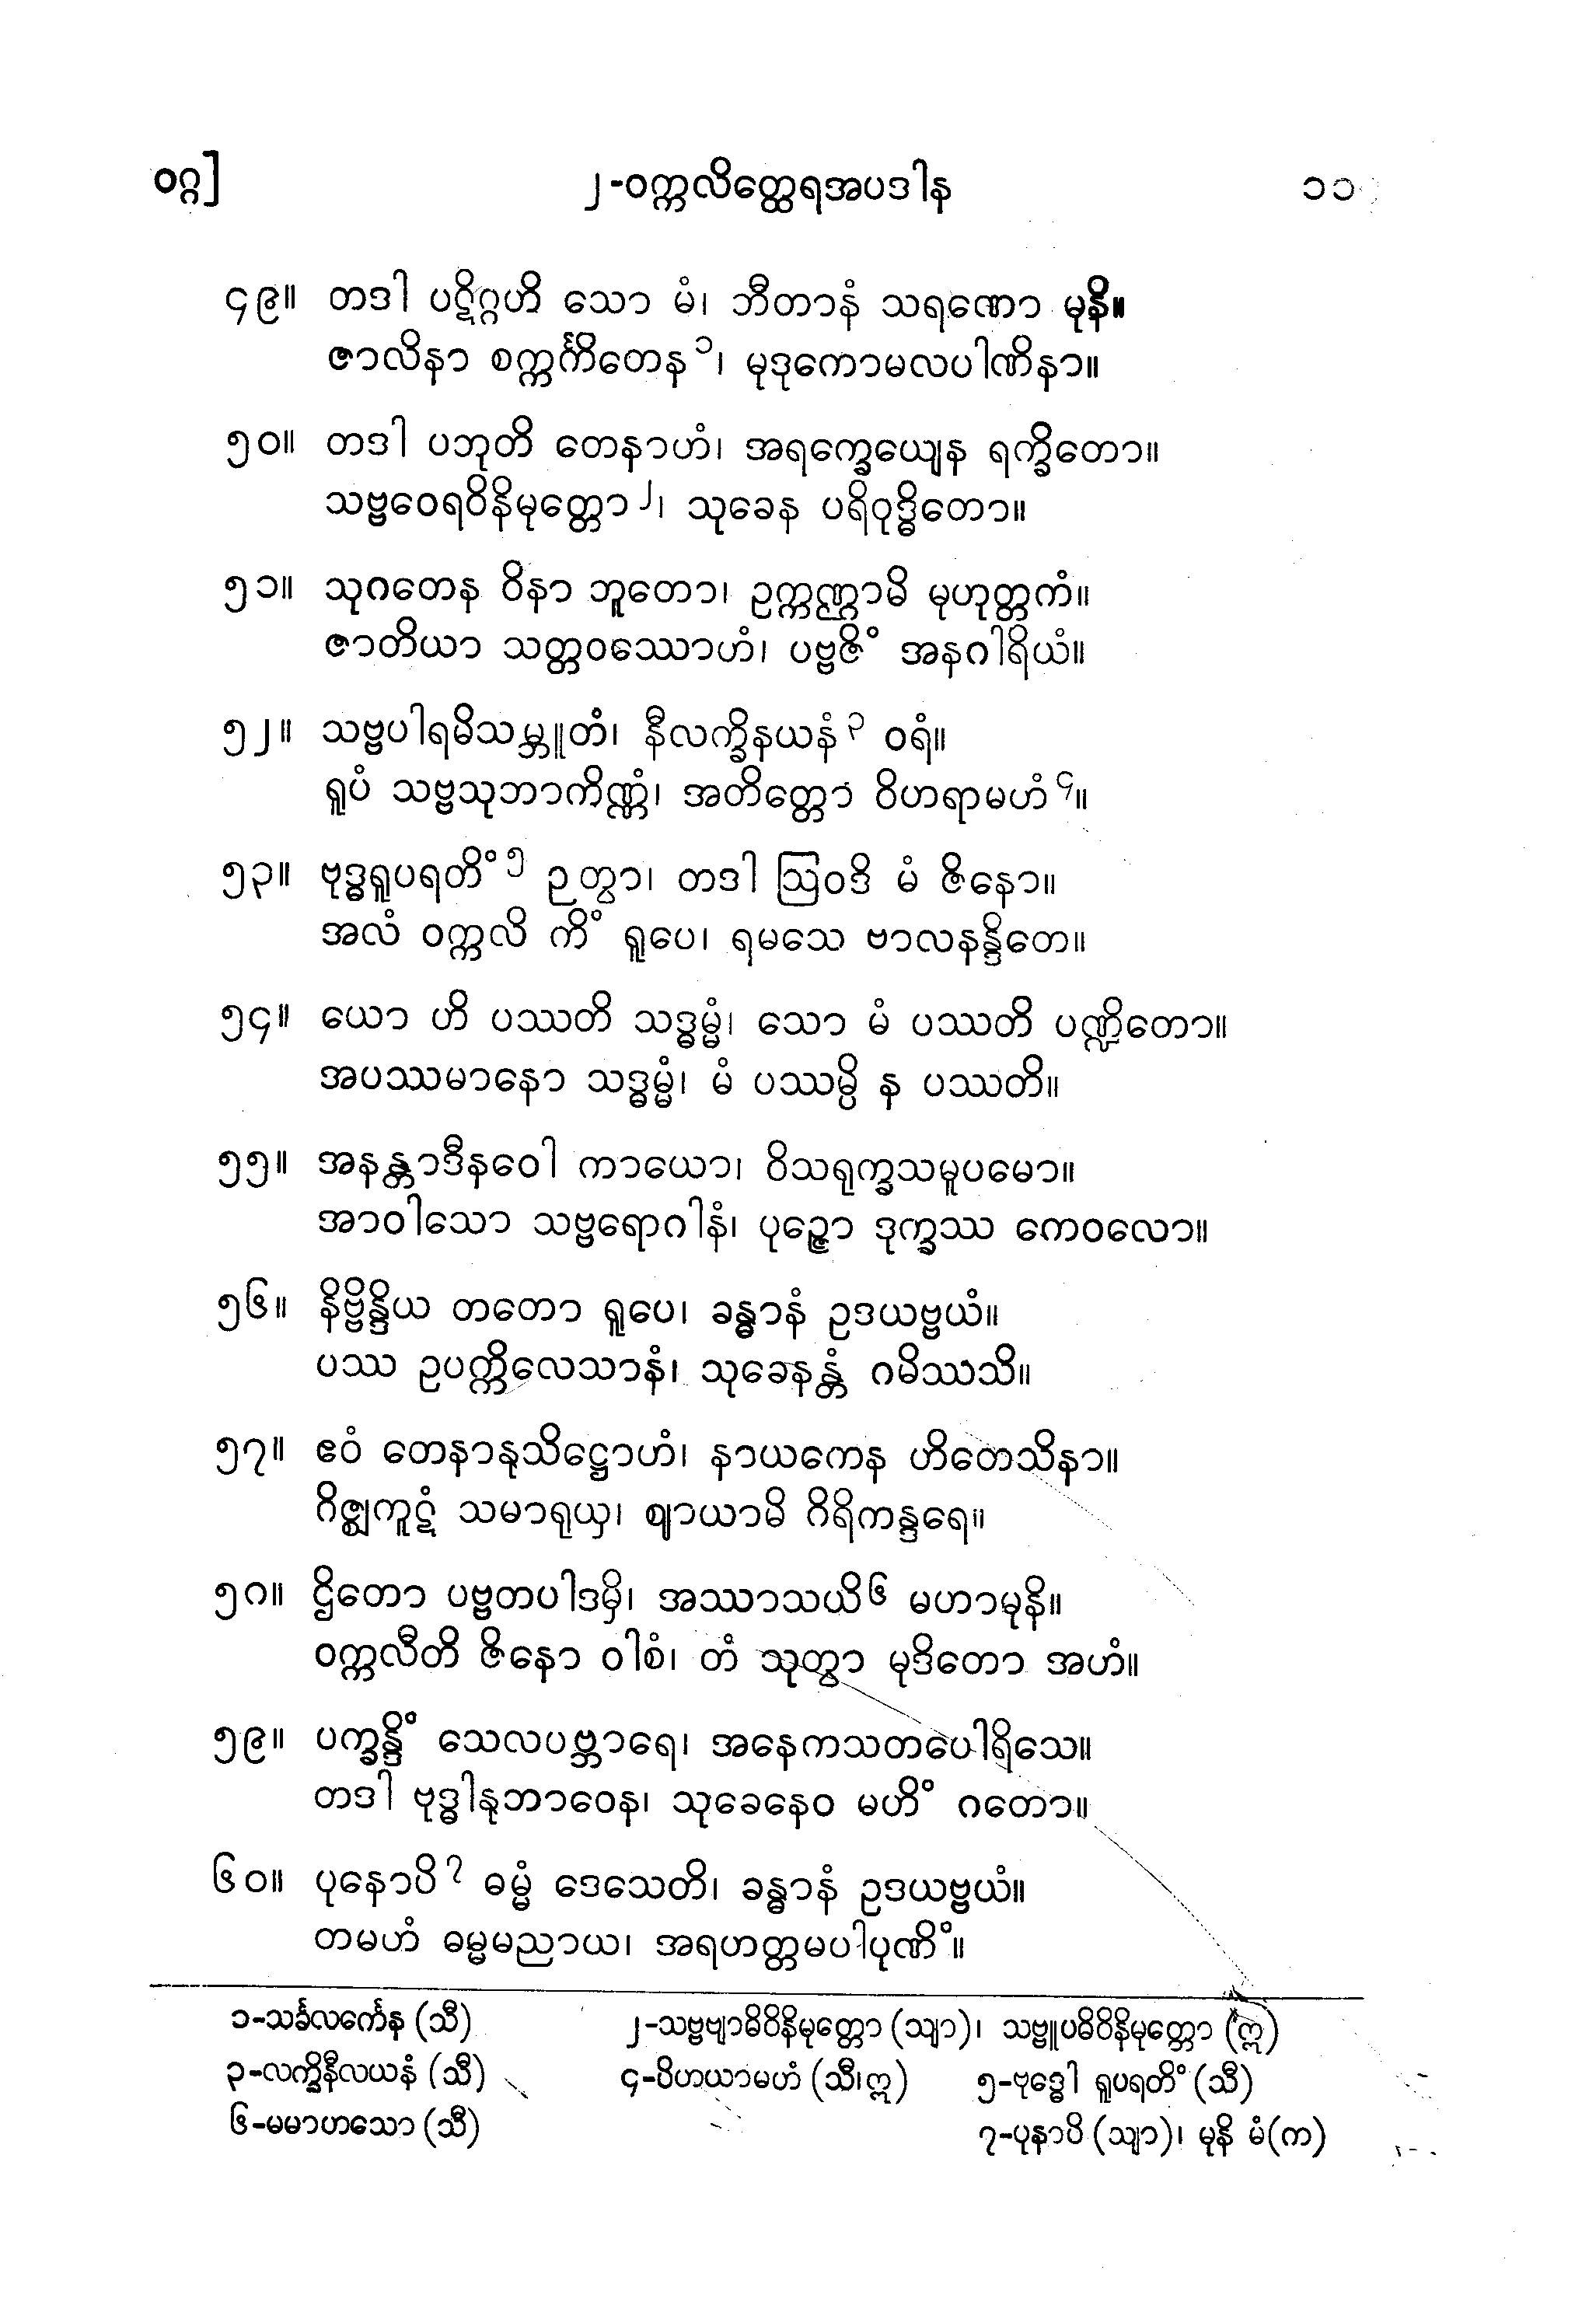 ဝဂ္ဂ] ၂-ဝက္ကလိတ္ထေရအပဒါန ၁၁
၄၉။ တဒါ ပဋိဂ္ဂဟိ သော မံ၊ ဘီတာနံ သရဏော မုနိ။
ဇာလိနာ စက္ကင်္ကိတေန ၁၊ မုဒုကောမလပါဏိနာ။
၅၀။ တဒါ ပဘုတိ တေနာဟံ၊ အရက္ခေယျေန ရက္ခိတော။
သဗ္ဗဝေရဝိနိမုတ္တော ၂၊ သုခေန ပရိဝုဒ္ဓိတော။
၅၁။ သုဂတေန ဝိနာ ဘူတော၊ ဥက္ကဏ္ဌာမိ မုဟုတ္တကံ။
ဇာတိယာ သတ္တဝဿောဟံ၊ ပဗ္ဗဇိံ အနဂါရိယံ။
၅၂။ သဗ္ဗပါရမိသမ္ဘူတံ၊ နီလက္ခိနယနံ ၃ ဝရံ။
ရူပံ သဗ္ဗသုဘာကိဏ္ဏံ၊ အတိတ္တော ဝိဟရာမဟံ ၄။
၅၃။ ဗုဒ္ဓရူပရတိံ ၅ ဉတွာ၊ တဒါ ဩဝဒိ မံ ဇိနော။
အလံ ဝက္ကလိ ကိံ ရူပေ၊ ရမသေ ဗာလနန္ဒိတေ။
၅၄။ ယော ဟိ ပဿတိ သဒ္ဓမ္မံ၊ သော မံ ပဿတိ ပဏ္ဍိတော။
အပဿမာနော သဒ္ဓမ္မံ၊ မံ ပဿမ္ပိ န ပဿတိ။
၅၅။ အနန္တာဒီနဝေါ ကာယော၊ ဝိသရုက္ခသမူပမော။
အာဝါသော သဗ္ဗရောဂါနံ၊ ပုဉ္ဇော ဒုက္ခဿ ကေဝလော။
၅၆။ နိဗ္ဗိန္ဒိယ တတော ရူပေ၊ ခန္ဓာနံ ဥဒယဗ္ဗယံ။
ပဿ ဥပက္ကိလေသာနံ၊ သုခေနန္တံ ဂမိဿသိ။
၅၇။ ဧဝံ တေနာနုသိဋ္ဌောဟံ၊ နာယကေန ဟိတေသိနာ။
ဂိဇ္ဈကူဋံ သမာရုယှ၊ ဈာယာမိ ဂိရိကန္ဒရေ။
၅၈။ ဌိတော ပဗ္ဗတပါဒမှိ၊ အဿာသယိ ၆ မဟာမုနိ။
ဝက္ကလီတိ ဇိနော ဝါစံ၊ တံ သုတွာ မုဒိတော အဟံ။
၅၉။ ပက္ခန္ဒိံ သေလပဗ္ဘာရေ၊ အနေကသတပေါရိသေ။
တဒါ ဗုဒ္ဓါနုဘာဝေန၊ သုခေနေဝ မဟိံ ဂတော။
၆၀။ ပုနောပိ ၇ ဓမ္မံ ဒေသေတိ၊ ခန္ဓာနံ ဥဒယဗ္ဗယံ။
တမဟံ ဓမ္မမညာယ၊ အရဟတ္တမပါပုဏိံ။
၁-သင်္ခလင်္ကေန (သီ) ၂-သဗ္ဗဗျာဓိဝိနိမုတ္တော (သျာ)၊ သဗ္ဗူပဓိဝိနိမုတ္တော (ဣ)
၃-လက္ခိနီလယနံ (သီ) ၄-ပိဟယာမဟံ (သီ၊ဣ) ၅-ဗုဒ္ဓေါ ရူပရတိံ (သီ)
၆-မမာဟသော (သီ) ၇-ပုနာပိ (သျာ)၊ မုနိ မံ(က)